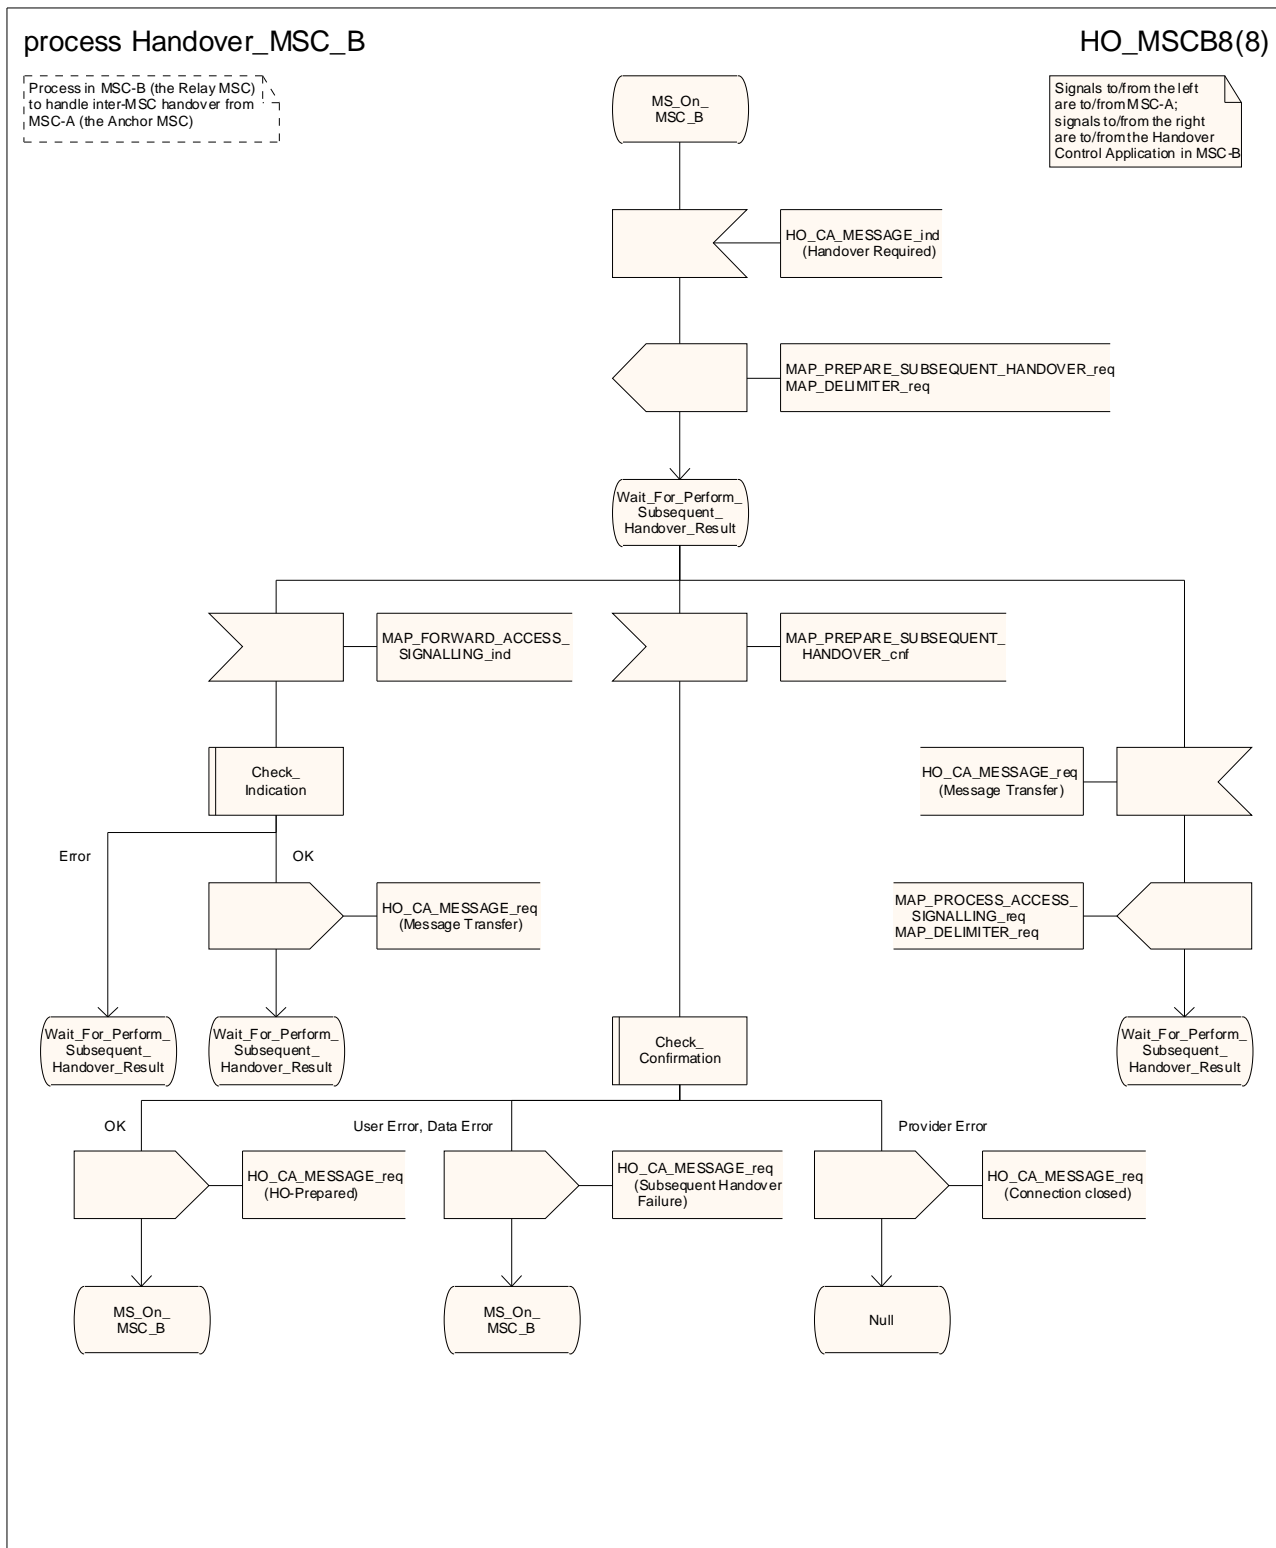 process Handover_MSC_B
HO_MSCB8(8)
Process in MSC-B (the Relay MSC)
to handle inter-MSC handover from
MSC-A (the Anchor MSC)
MS_On_
MSC_B
Signals to/from the left
are to/from MSC-A;
signals to/from the right
are to/from the Handover
Control Application in MSC-B
HO_CA_MESSAGE_ind
(Handover Required)
MAP_PREPARE_SUBSEQUENT_HANDOVER_req
MAP_DELIMITER_req
Wait_For_Perform_
Subsequent_
Handover_Result
MAP_FORWARD_ACCESS_
SIGNALLING_ind
MAP_PREPARE_SUBSEQUENT_
HANDOVER_cnf
Check_
Indication
HO_CA_MESSAGE_req
(Message Transfer)
Error
OK
HO_CA_MESSAGE_req
(Message Transfer)
MAP_PROCESS_ACCESS_
SIGNALLING_req
MAP_DELIMITER_req
Wait_For_Perform_
Subsequent_
Handover_Result
Wait_For_Perform_
Subsequent_
Handover_Result
Check_
Confirmation
Wait_For_Perform_
Subsequent_
Handover_Result
OK
User Error, Data Error
Provider Error
HO_CA_MESSAGE_req
(HO-Prepared)
HO_CA_MESSAGE_req
(Subsequent Handover
Failure)
HO_CA_MESSAGE_req
(Connection closed)
MS_On_
MSC_B
MS_On_
MSC_B
Null